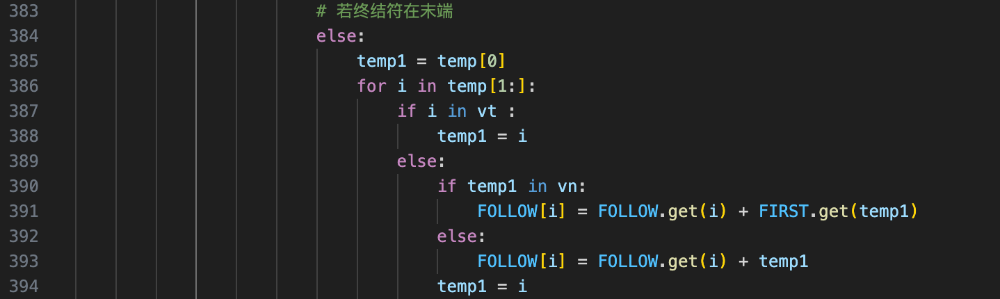 383 # 若终结符在末端
384 else:
385 temp1 = temp[0]
386 for i in temp[1:]:
387 if i in vt :
388 temp1 = i
389 else:
390 if temp1 in vn:
391 FOLLOW[i] = FOLLOW.get(i) + FIRST.get(temp1)
392 else:
393 FOLLOW[i] = FOLLOW.get(i) + temp1
394 temp1 = i